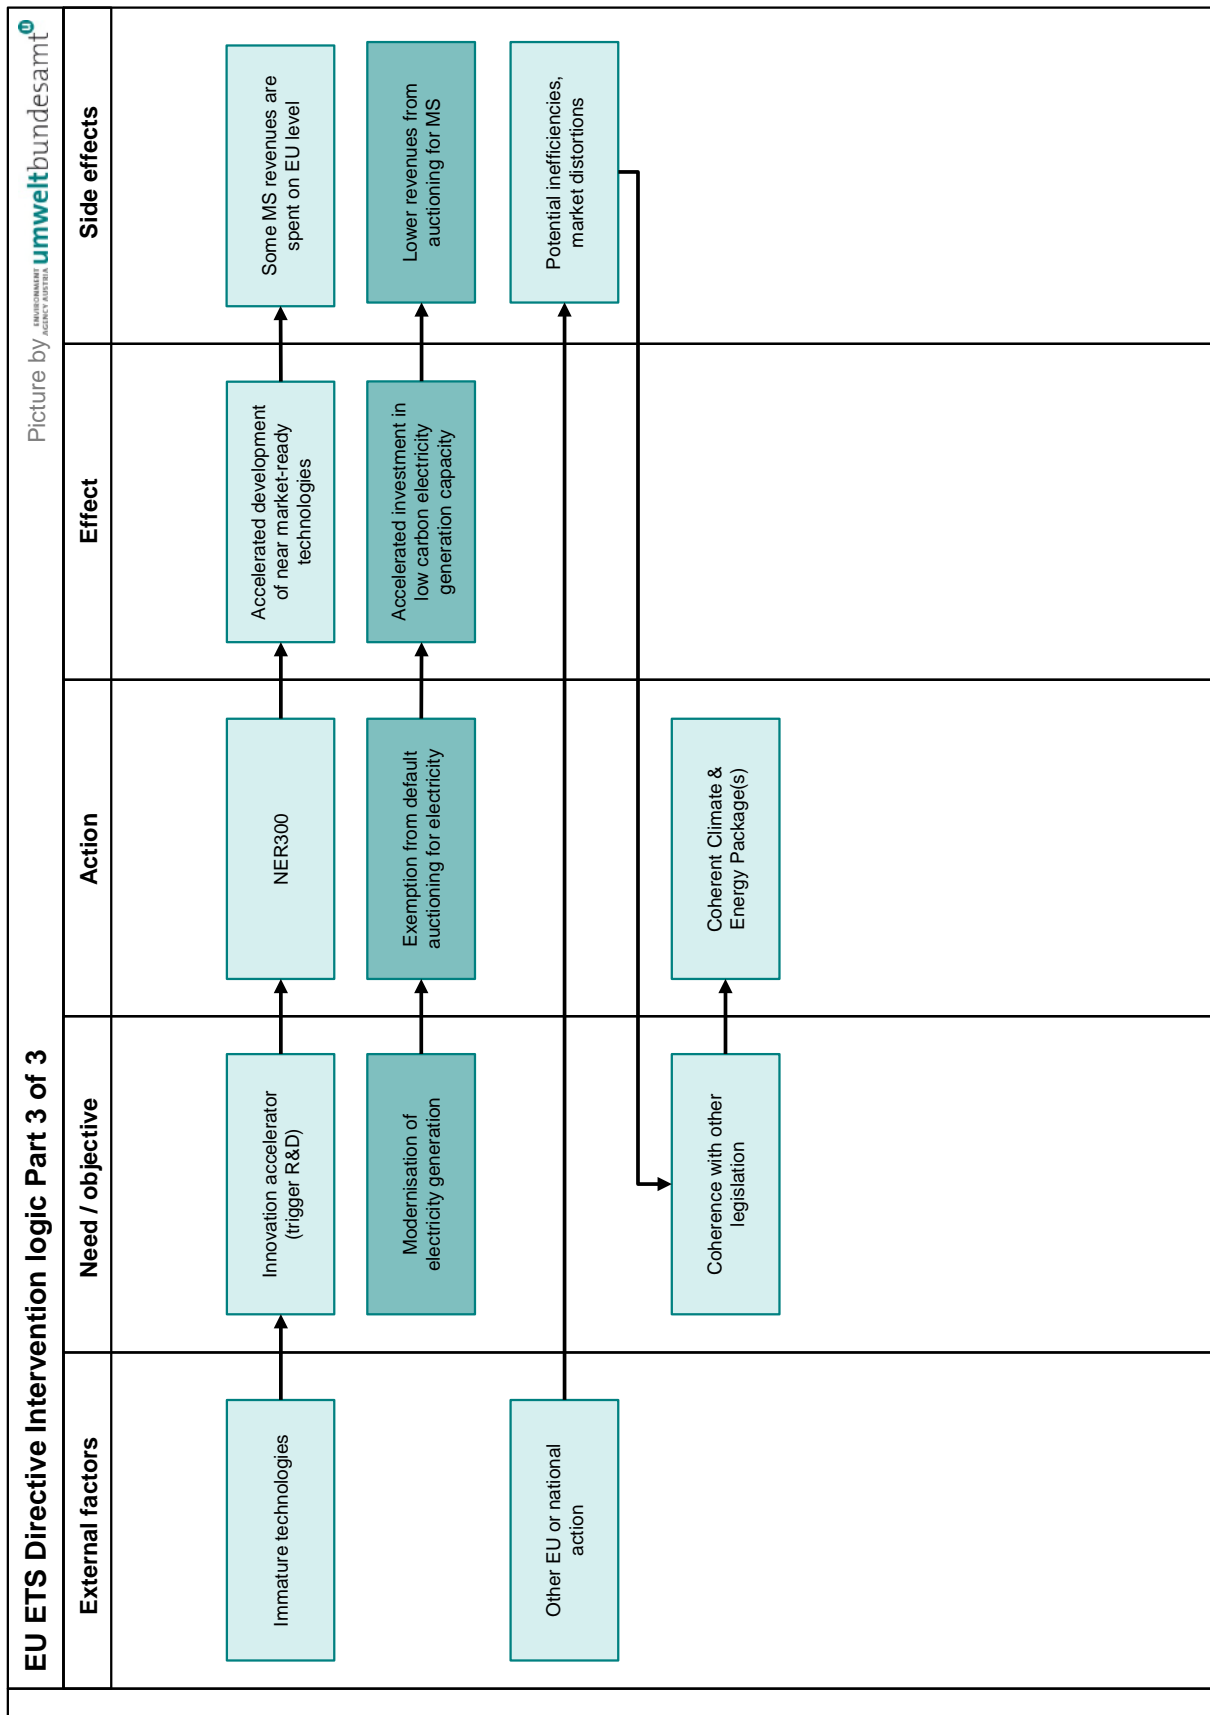 EU ETS Directive Intervention logic Part 3 of 3
Picture by
ENVIRONMENT
AGENCY AUSTRIA
umweltbundesamt
u
External factors
Need / objective
Action
Effect
Side effects
Immature technologies
Innovation accelerator
(trigger R&D)
NER300
Accelerated development
of near market-ready
technologies
Some MS revenues are
spent on EU level
Modernisation of
electricity generation
Exemption from default
auctioning for electricity
Accelerated investment in
low carbon electricity
generation capacity
Lower revenues from
auctioning for MS
Other EU or national
action
Potential inefficiencies,
market distortions
Coherence with other
legislation
Coherent Climate &
Energy Package(s)